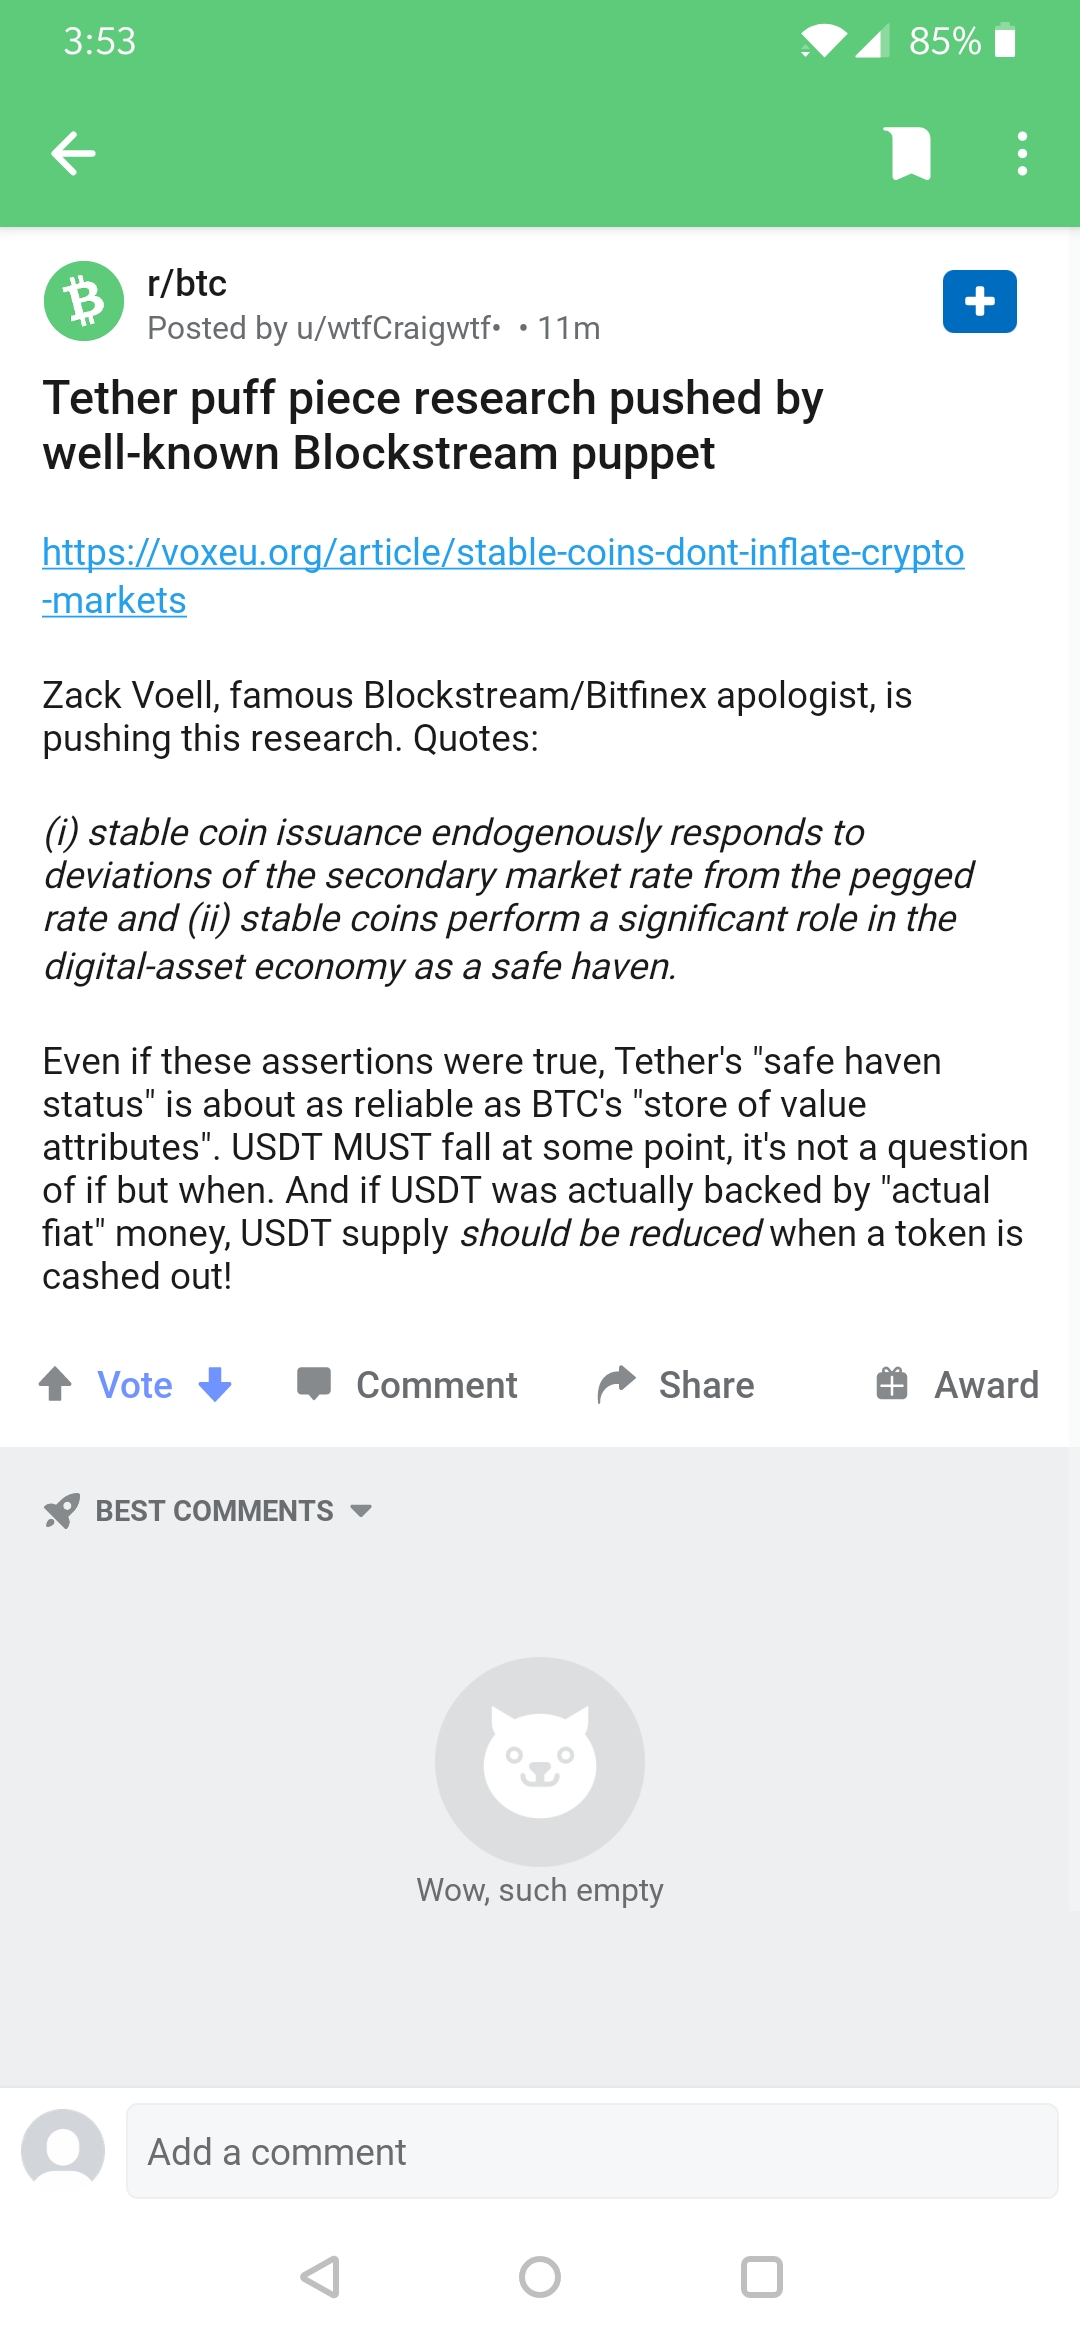 3:53
85%
r/btc
Posted by u/wtfCraigwtf• • 11m
Tether puff piece research pushed by
well-known Blockstream puppet
https://voxeu.org/article/stable-coins-dont-inflate-crypto
-markets
Zack Voell, famous Blockstream/Bitfinex apologist, is
pushing this research. Quotes:
(i) stable coin issuance endogenously responds to
deviations of the secondary market rate from the pegged
rate and (ii) stable coins perform a significant role in the
digital-asset economy as a safe haven.
Even if these assertions were true, Tether's "safe haven
status" is about as reliable as BTC's "store of value
attributes". USDT MUST fall at some point, it's not a question
of if but when. And if USDT was actually backed by "actual
fiat" money, USDT supply should be reduced when a token is
cashed out!
Vote Comment Share Award
BEST COMMENTS
Wow, such empty
Add a comment